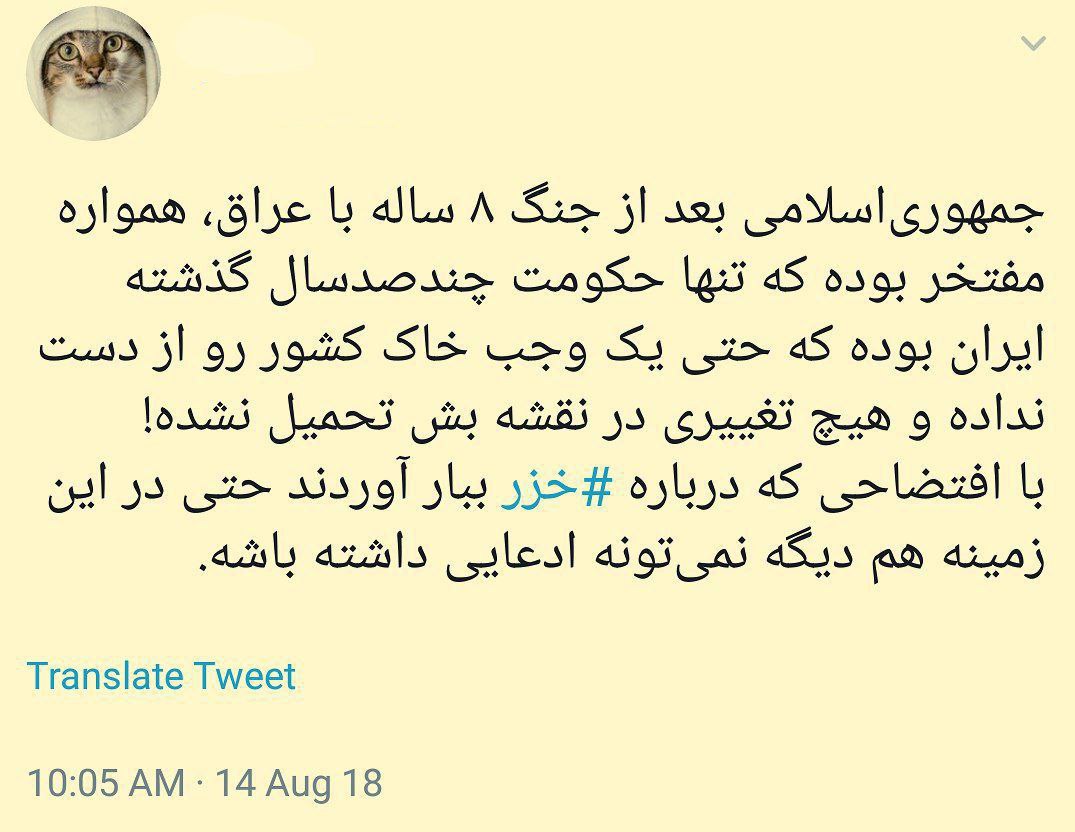 جمهوری‌اسلامی بعد از جنگ ۸ ساله با عراق، همواره
مفتخر بوده که تنها حکومت چندصدسال گذشته
ایران بوده که حتی یک وجب خاک کشور رو از دست
نداده و هیچ تغییری در نقشه بش تحمیل نشده!
با افتضاحی که درباره #خزر ببار آوردند حتی در این
زمینه هم دیگه نمی‌تونه ادعایی داشته باشه.
Translate Tweet
10:05 AM · 14 Aug 18